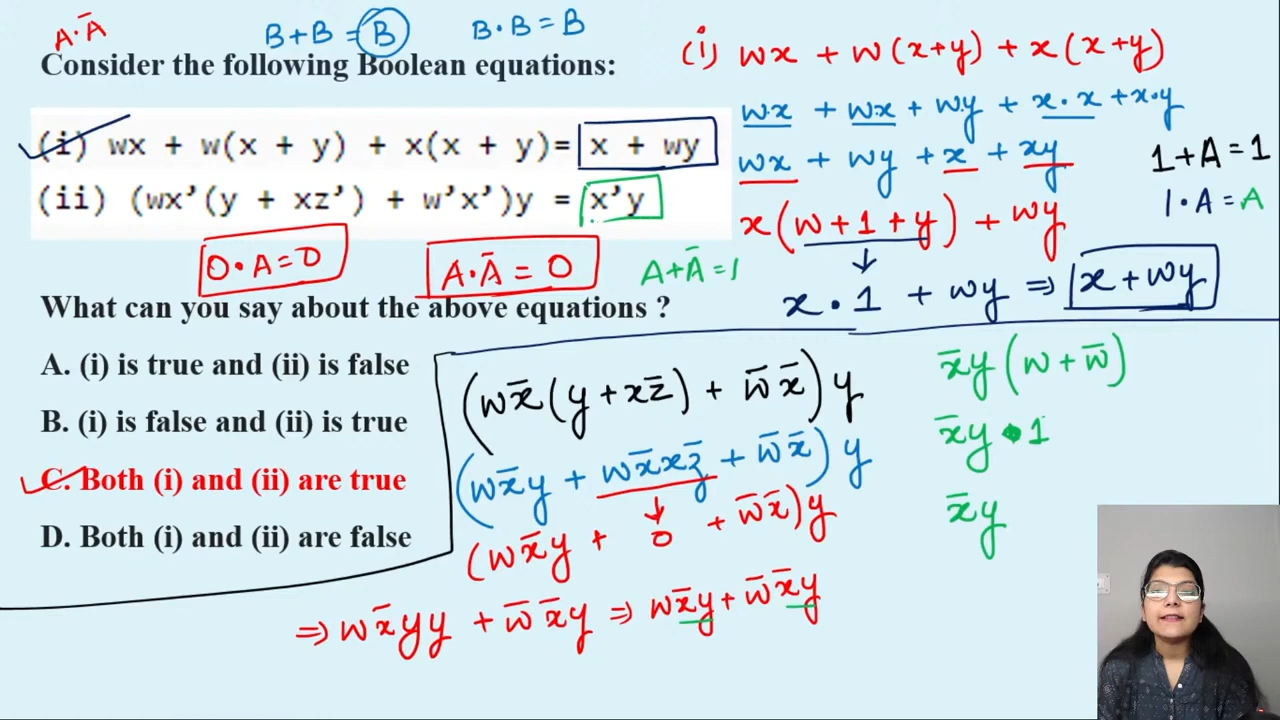 A·Ā
B+B = B
B·B = B
Consider the following Boolean equations:
(i) wx + w(x + y) + x(x + y)= x + wy
(ii) (wx’(y + xz’) + w’x’)y = x’y
0·A=0
A·Ā = 0
A+Ā=1
What can you say about the above equations ?
A. (i) is true and (ii) is false
B. (i) is false and (ii) is true
C. Both (i) and (ii) are true
D. Both (i) and (ii) are false
(i) wx + w(x+y) + x(x+y)
w·x + wx + w·y + x·x + x·y
wx + wy + x + xy
1+A=1
1·A=A
x(w+1+y) + wy
↓
x·1 + wy ⇒ x+wy
(wx̄(y+xz̄) + w̄x̄)y
(wx̄y + wx̄xz̄ + w̄x̄)y
↓
(wx̄y + 0 + w̄x̄)y
⇒ wx̄yy + w̄x̄y ⇒ wx̄y + w̄x̄y
x̄y(w+w̄)
x̄y·1
x̄y